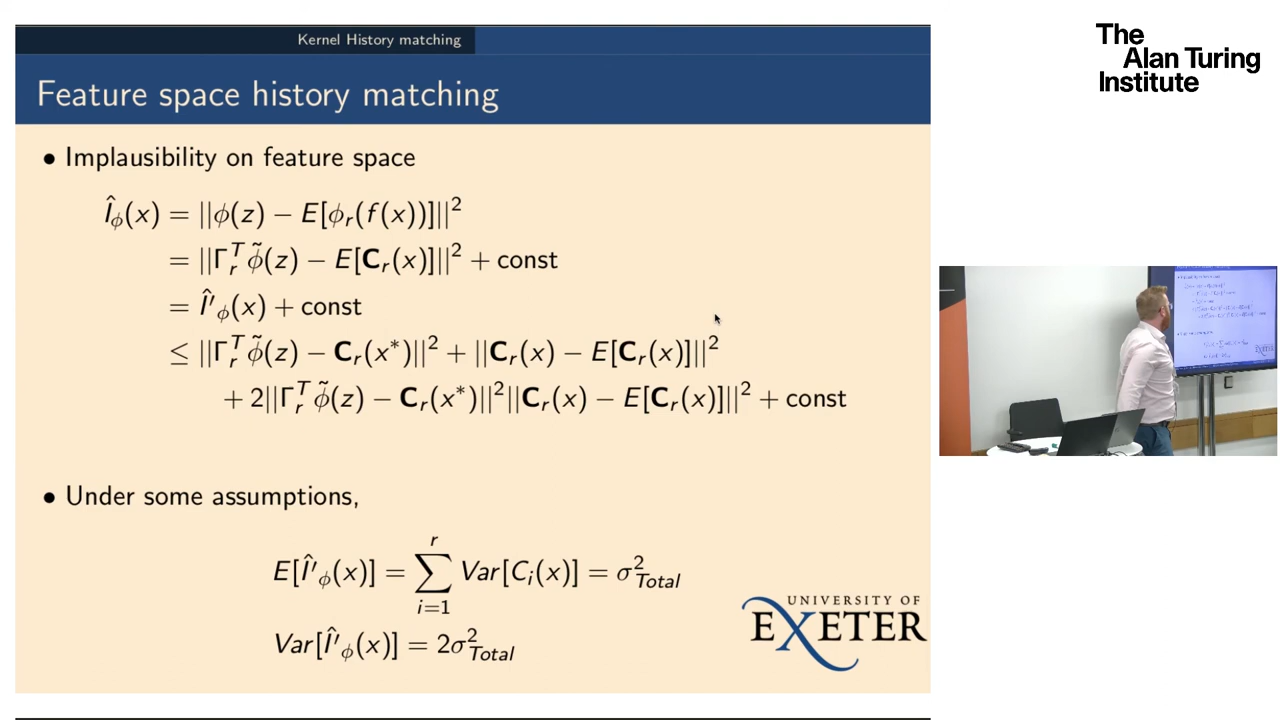 Kernel History matching
The
Alan Turing
Institute
Feature space history matching
• Implausibility on feature space
Î_ϕ(x) = ||ϕ(z) − E[ϕ_r(f(x))]||²
= ||Γ_r^T ϕ̃(z) − E[𝐂_r(x)]||² + const
= Î′_ϕ(x) + const
≤ ||Γ_r^T ϕ̃(z) − 𝐂_r(x*)||² + ||𝐂_r(x) − E[𝐂_r(x)]||²
+ 2||Γ_r^T ϕ̃(z) − 𝐂_r(x*)||²||𝐂_r(x) − E[𝐂_r(x)]||² + const
• Under some assumptions,
E[Î′_ϕ(x)] = ∑_{i=1}^{r} Var[C_i(x)] = σ²_Total
Var[Î′_ϕ(x)] = 2σ²_Total
UNIVERSITY OF
EXETER